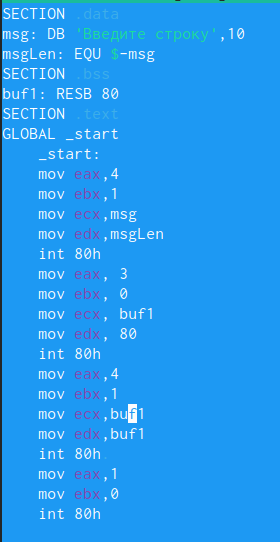 SECTION .data
msg: DB 'Введите строку',10
msgLen: EQU $-msg
SECTION .bss
buf1: RESB 80
SECTION .text
GLOBAL _start
_start:
mov eax,4
mov ebx,1
mov ecx,msg
mov edx,msgLen
int 80h
mov eax, 3
mov ebx, 0
mov ecx, buf1
mov edx, 80
int 80h
mov eax,4
mov ebx,1
mov ecx,buf1
mov edx,buf1
int 80h
mov eax,1
mov ebx,0
int 80h